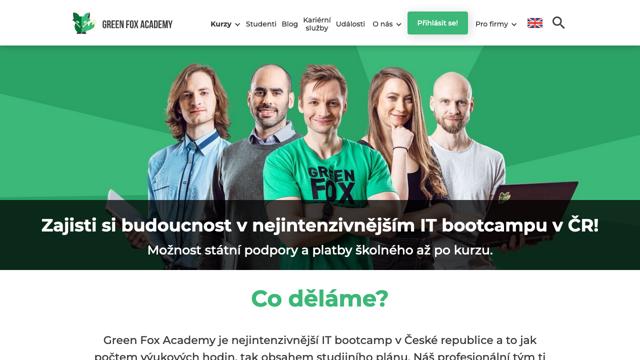 GREEN FOX ACADEMY
Kurzy
Studenti
Blog
Kariérní
služby
Události
O nás
Přihlásit se!
Pro firmy
GREEN
FOX
Zajisti si budoucnost v nejintenzivnějším IT bootcampu v ČR!
Možnost státní podpory a platby školného až po kurzu.
Co děláme?
Green Fox Academy je nejintenzivnější IT bootcamp v České republice a to jak
počtem výukových hodin, tak obsahem studijního plánu. Náš profesionální tým ti